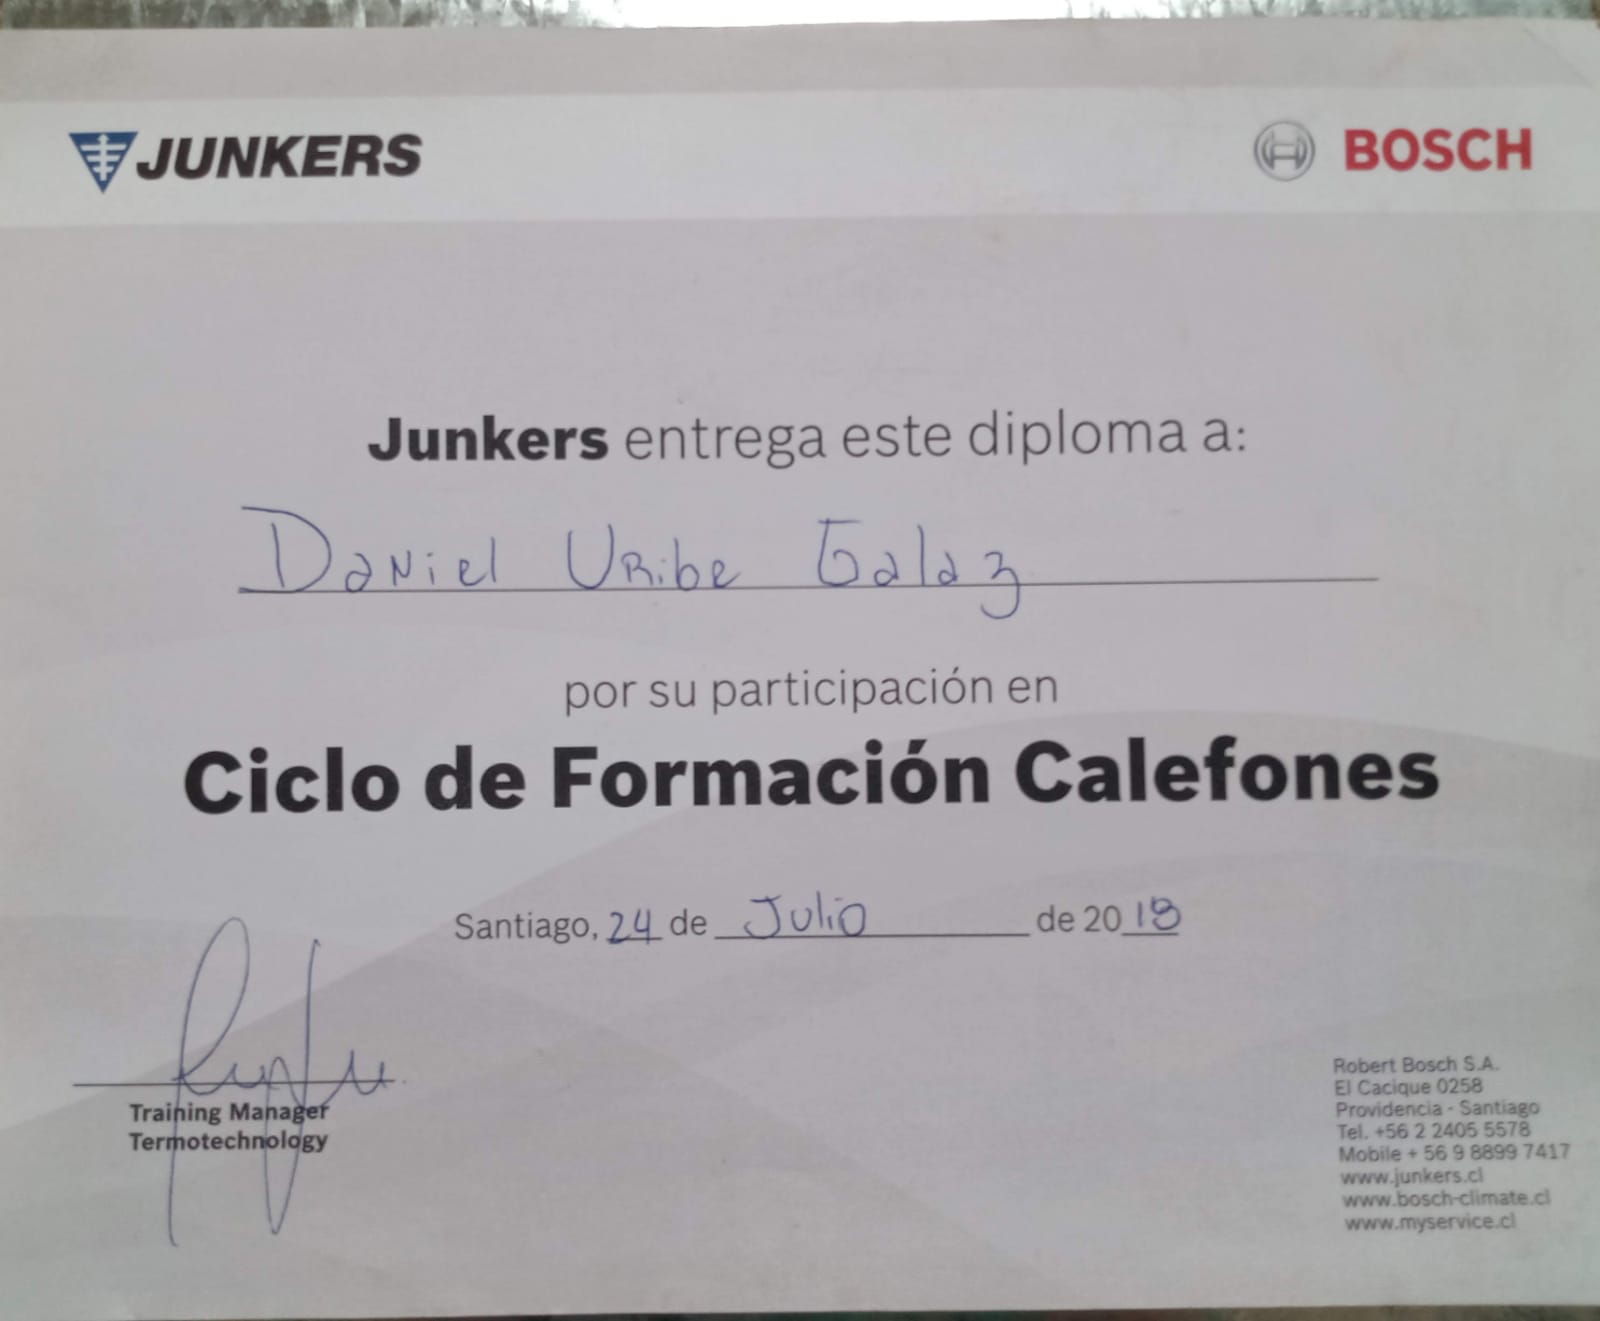 JUNKERS
BOSCH
Junkers entrega este diploma a:
Daniel Uribe Galaz
por su participación en
Ciclo de Formación Calefones
Santiago, 24 de Julio de 2018
Training Manager
Termotechnology
Robert Bosch S.A.
El Cacique 0258
Providencia - Santiago
Tel. +56 2 2405 5578
Mobile + 56 9 8899 7417
www.junkers.cl
www.bosch-climate.cl
www.myservice.cl